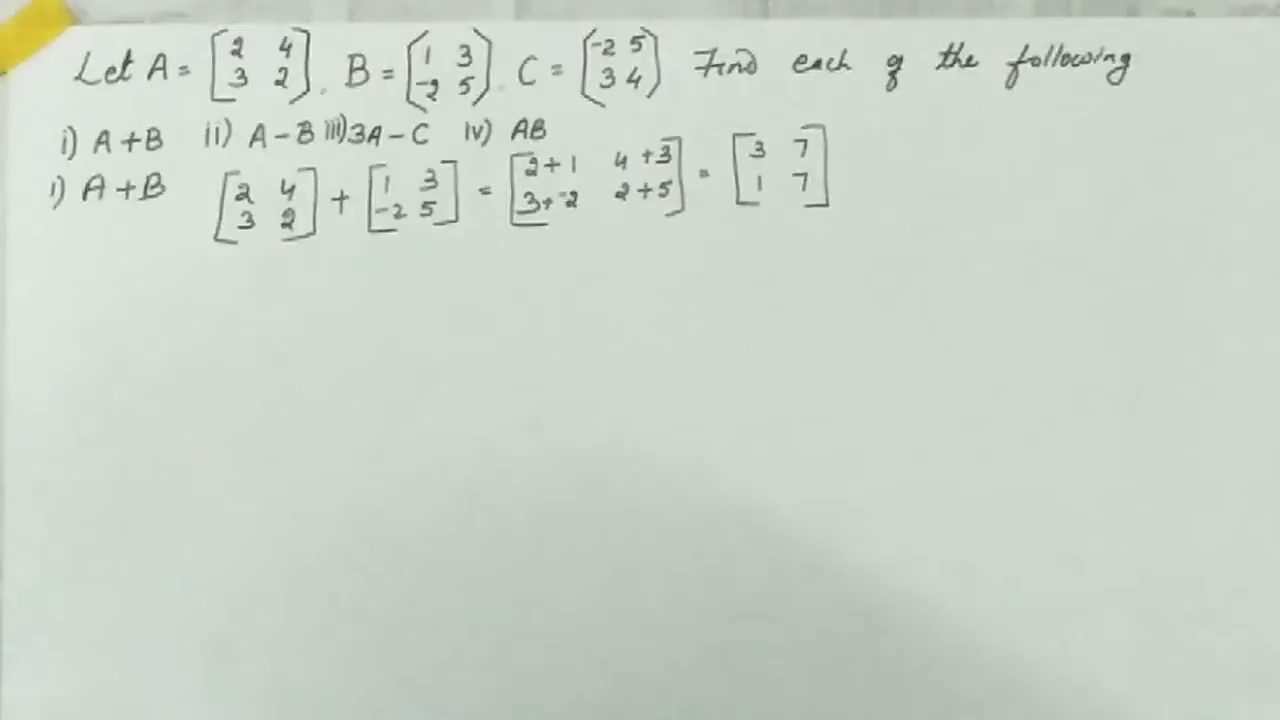 Let A = [2 4 3 2], B = [1 3 -2 5], C = [-2 5 3 4] Find each of the following
i) A+B ii) A-B iii) 3A-C iv) AB
i) A+B [2 4 3 2] + [1 3 -2 5] = [2+1 4+3 3+-2 2+5] = [3 7 1 7]